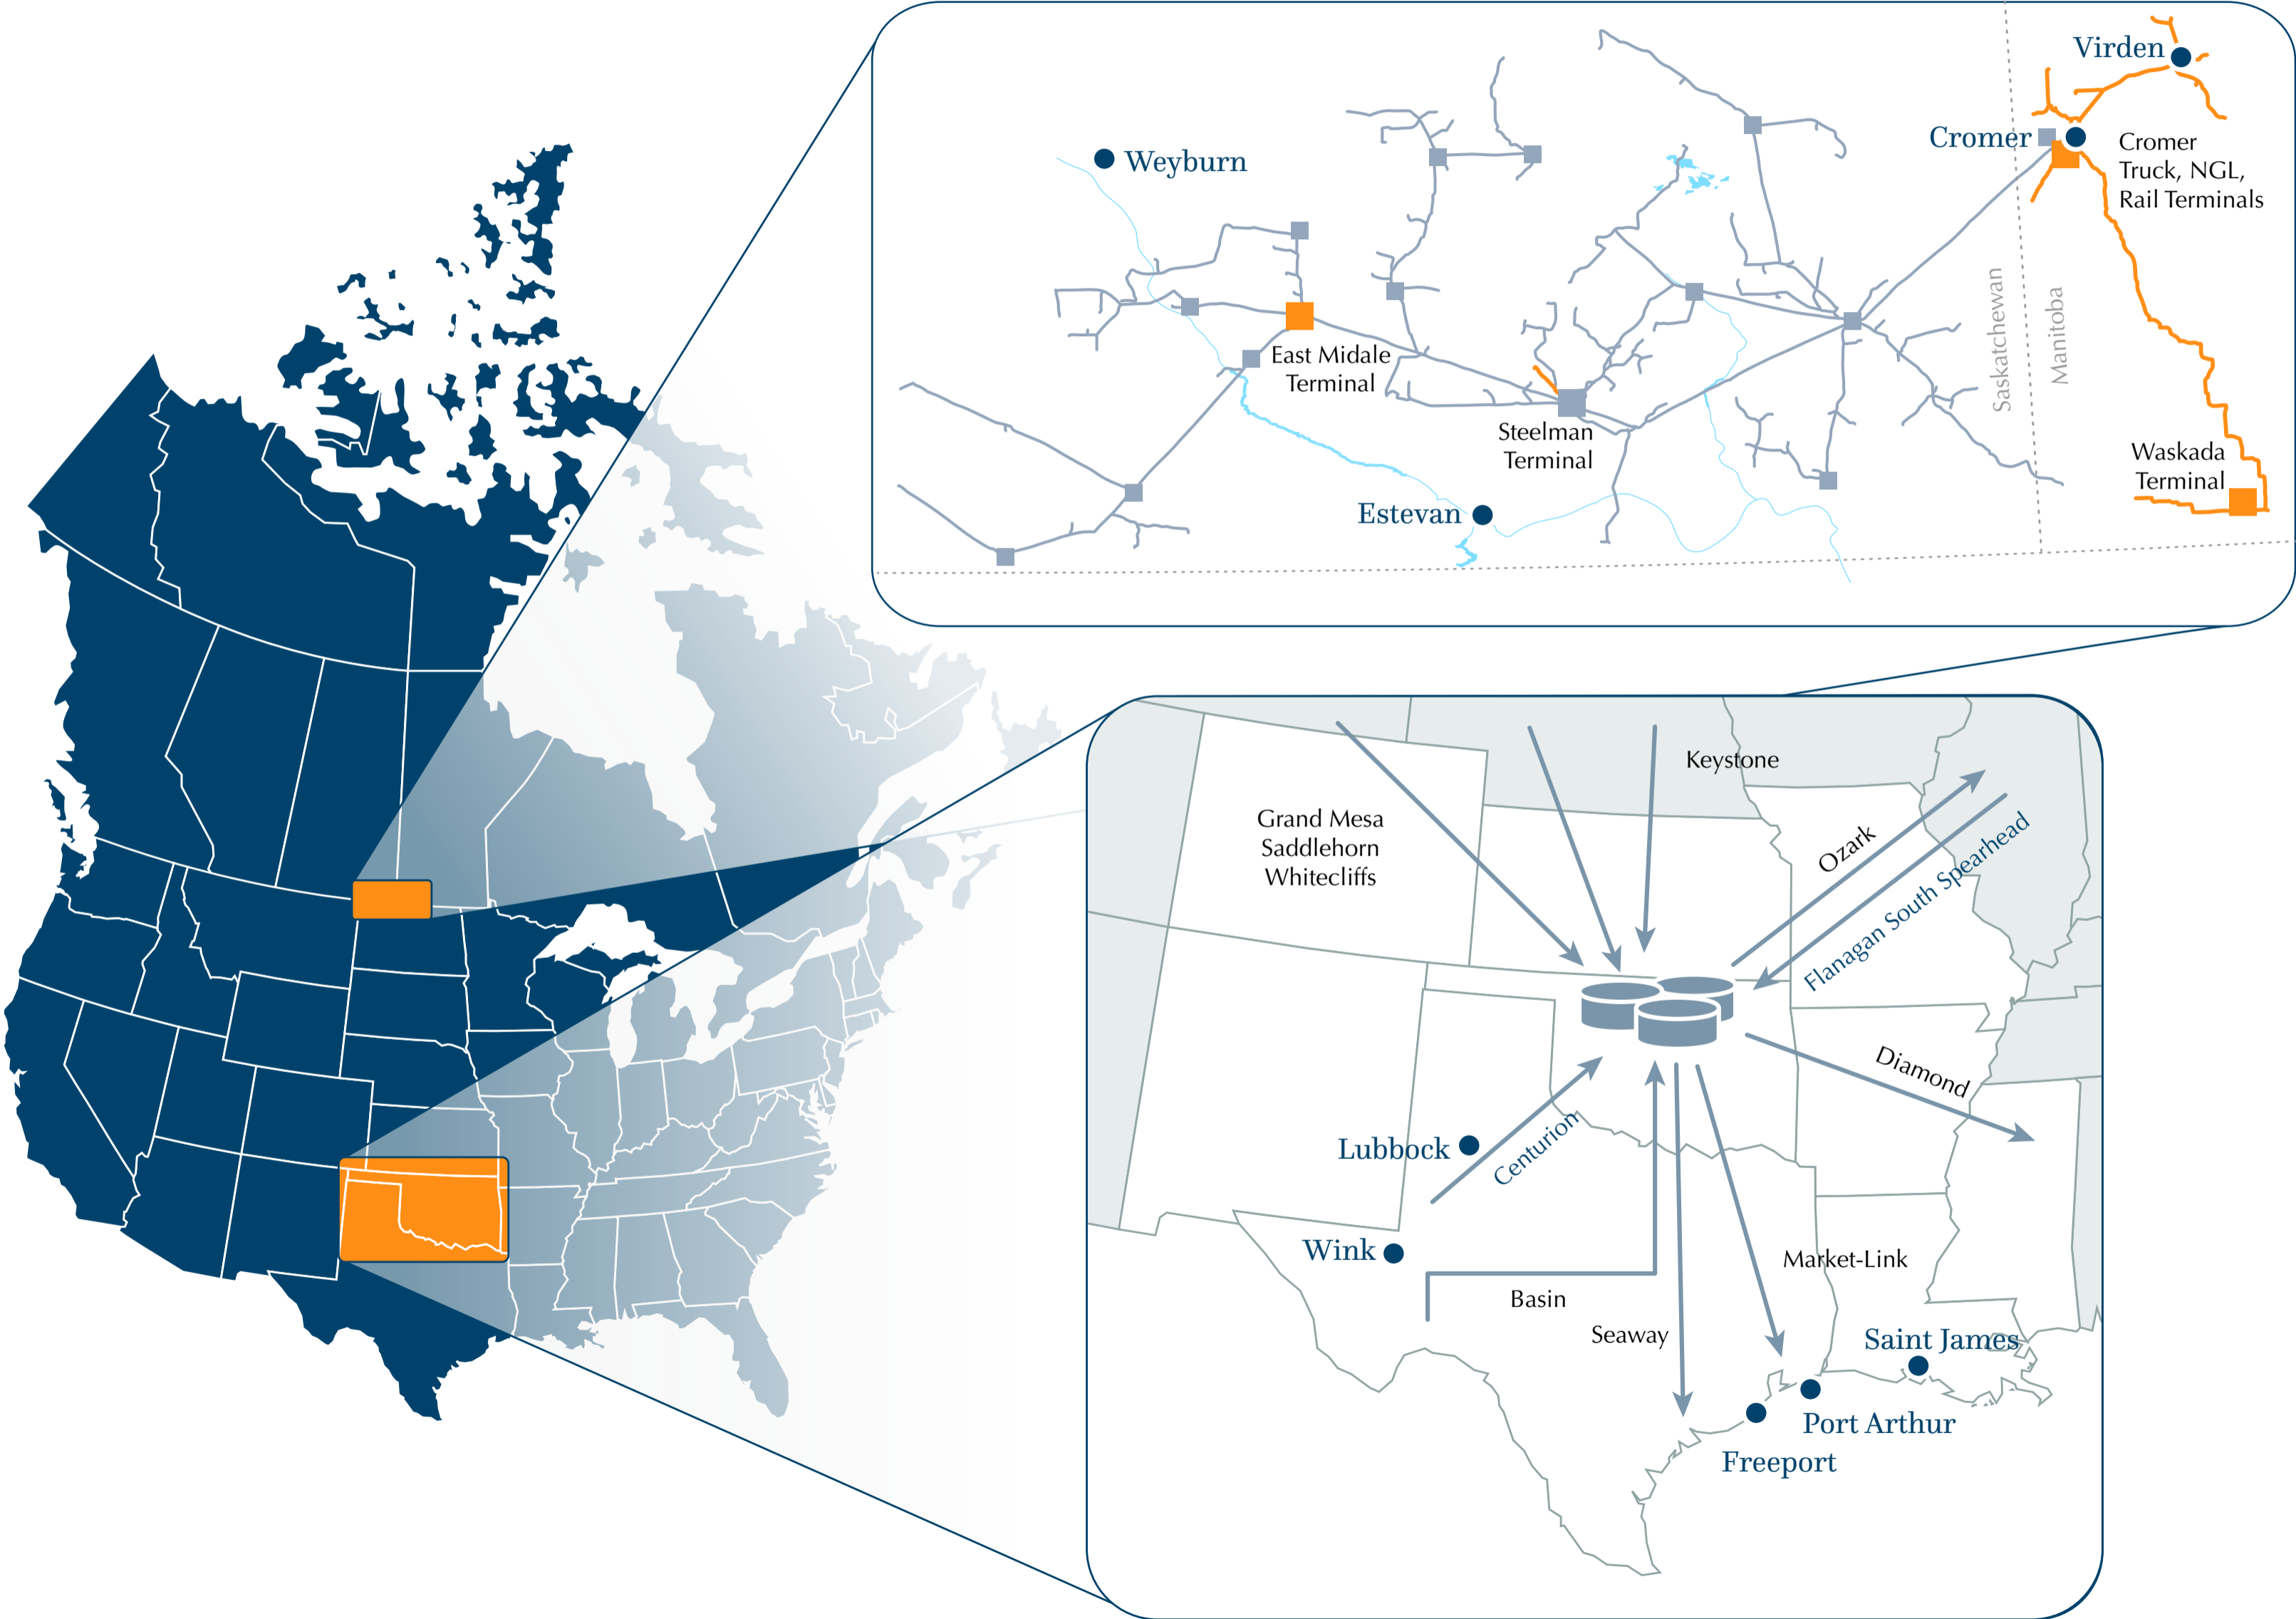 Virden
Cromer
Cromer
Truck, NGL,
Rail Terminals
Weyburn
Saskatchewan
Manitoba
East Midale
Terminal
Steelman
Terminal
Waskada
Terminal
Estevan
Keystone
Grand Mesa
Saddlehorn
Whitecliffs
Ozark
Flanagan South Spearhead
Diamond
Lubbock
Centurion
Wink
Basin
Market-Link
Seaway
Saint James
Port Arthur
Freeport